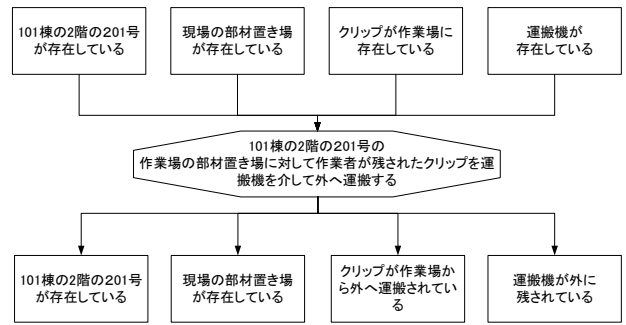 101棟の2階の201号
が存在している
現場の部材置き場
が存在している
クリップが作業場に
存在している
運搬機が
存在している
101棟の2階の201号の
作業場の部材置き場に対して作業者が残されたクリップを運
搬機を介して外へ運搬する
101棟の2階の201号
が存在している
現場の部材置き場
が存在している
クリップが作業場か
ら外へ運搬されてい
る
運搬機が外に
残されている